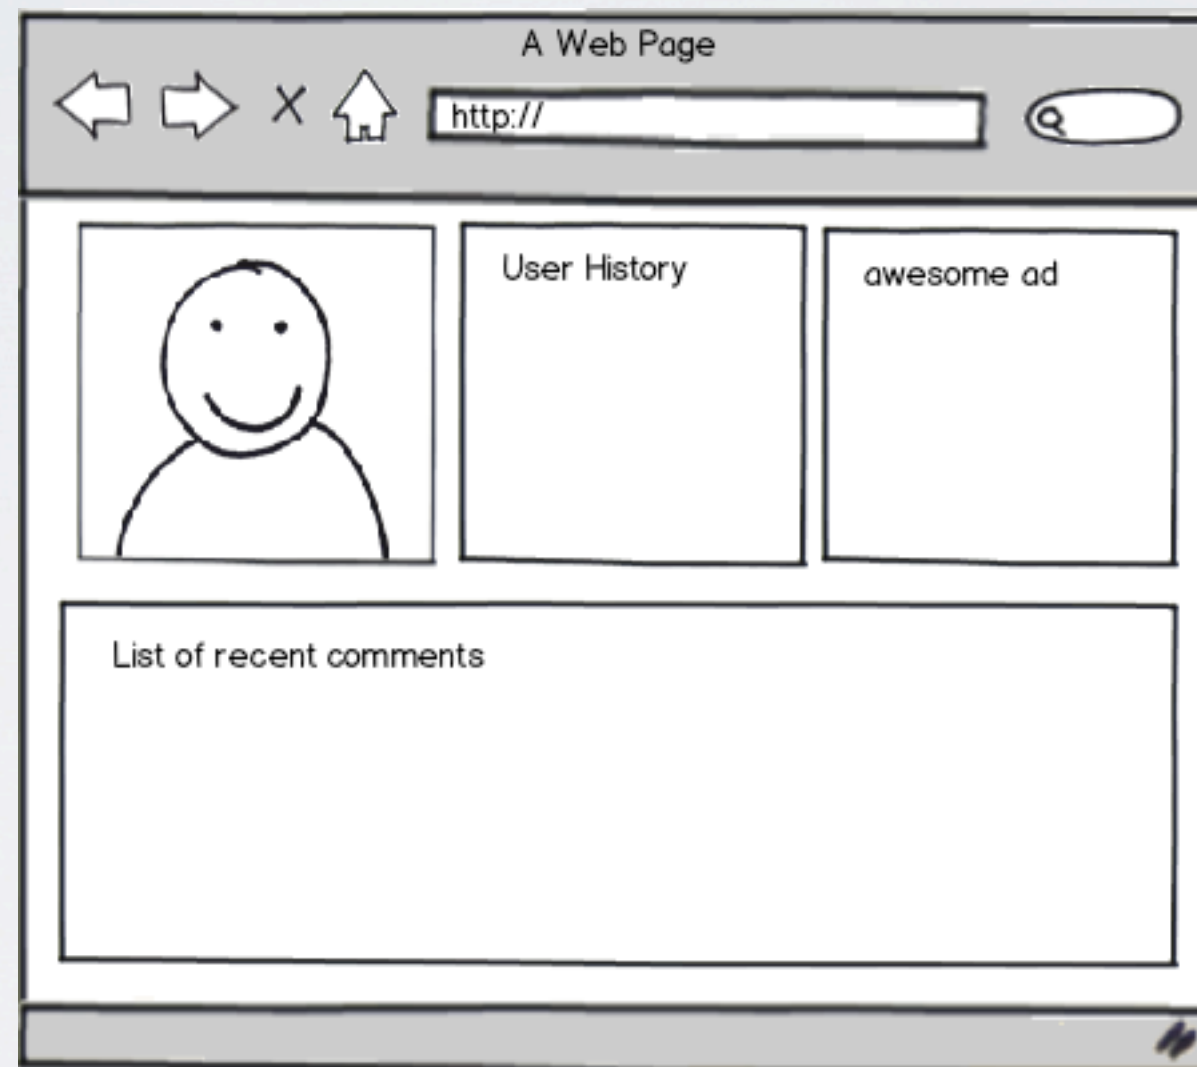 A Web Page
http://
User History
awesome ad
List of recent comments